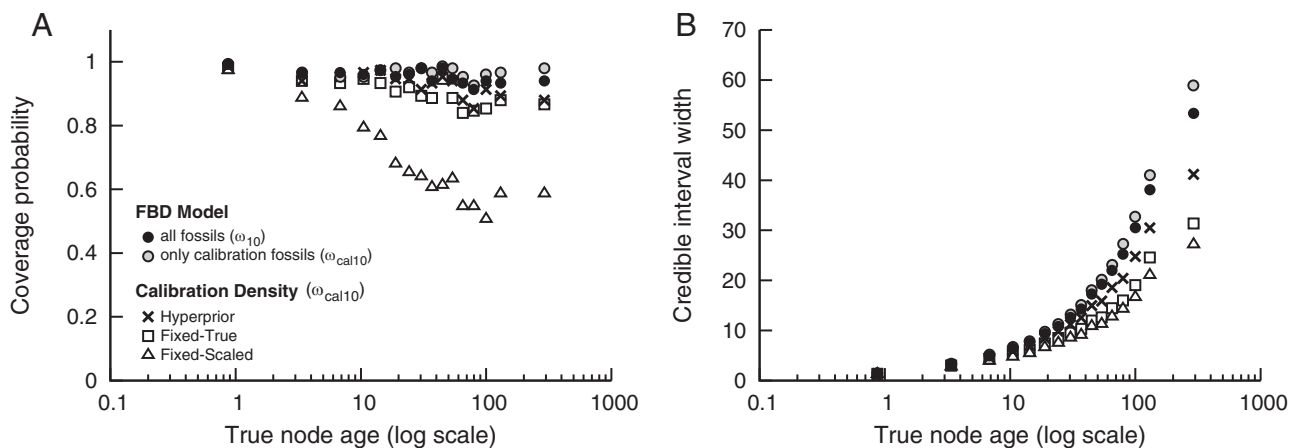 A
Coverage probability
1
0.8
0.6
0.4
0.2
0
FBD Model
all fossils (ω10)
only calibration fossils (ωcal10)
Calibration Density (ωcal10)
Hyperprior
Fixed-True
Fixed-Scaled
0.1 1 10 100 1000
True node age (log scale)
B
Credible interval width
70
60
50
40
30
20
10
0
0.1 1 10 100 1000
True node age (log scale)